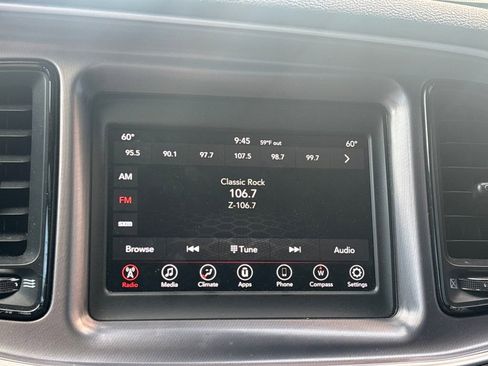 60° 9:45 59°F out 60°
95.5 90.1 97.7 107.5 98.7 99.7
AM
Classic Rock
FM 106.7
Z-106.7
Browse Tune Audio
Radio Media Climate Apps Phone Compass Settings